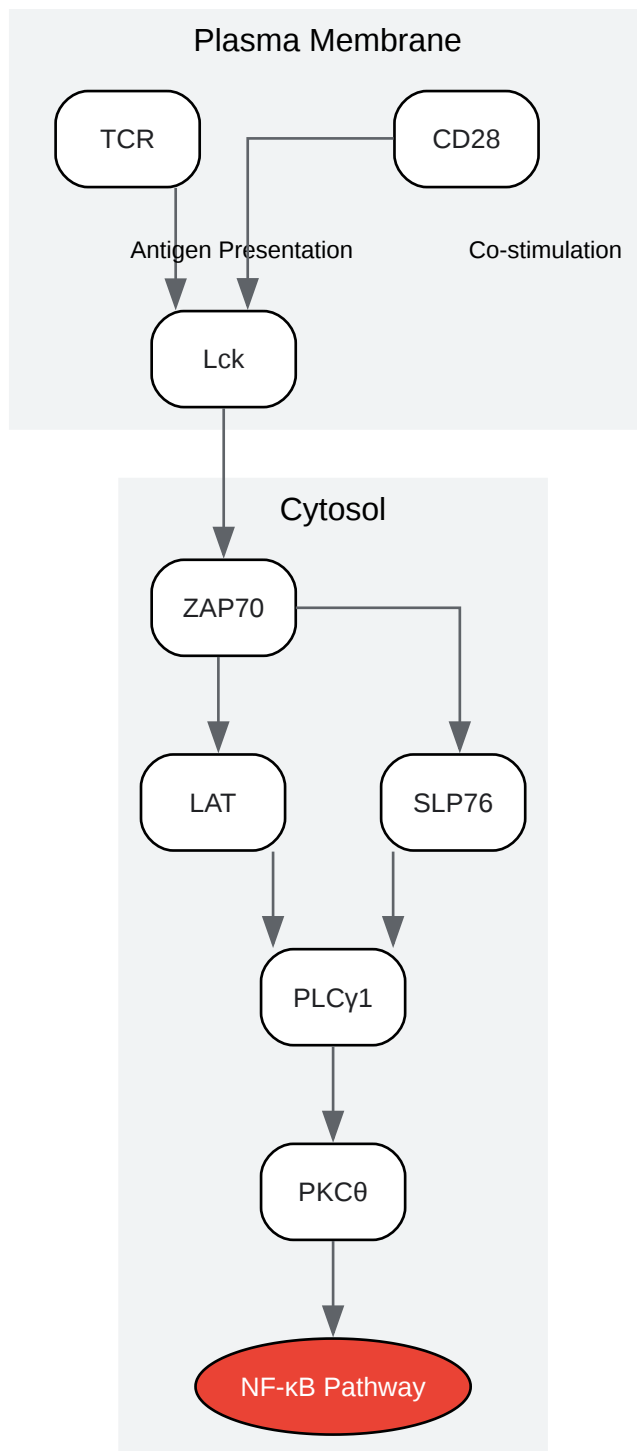 Plasma Membrane
TCR
CD28
Antigen Presentation
Co-stimulation
Lck
Cytosol
ZAP70
LAT
SLP76
PLCγ1
PKCθ
NF-κB Pathway